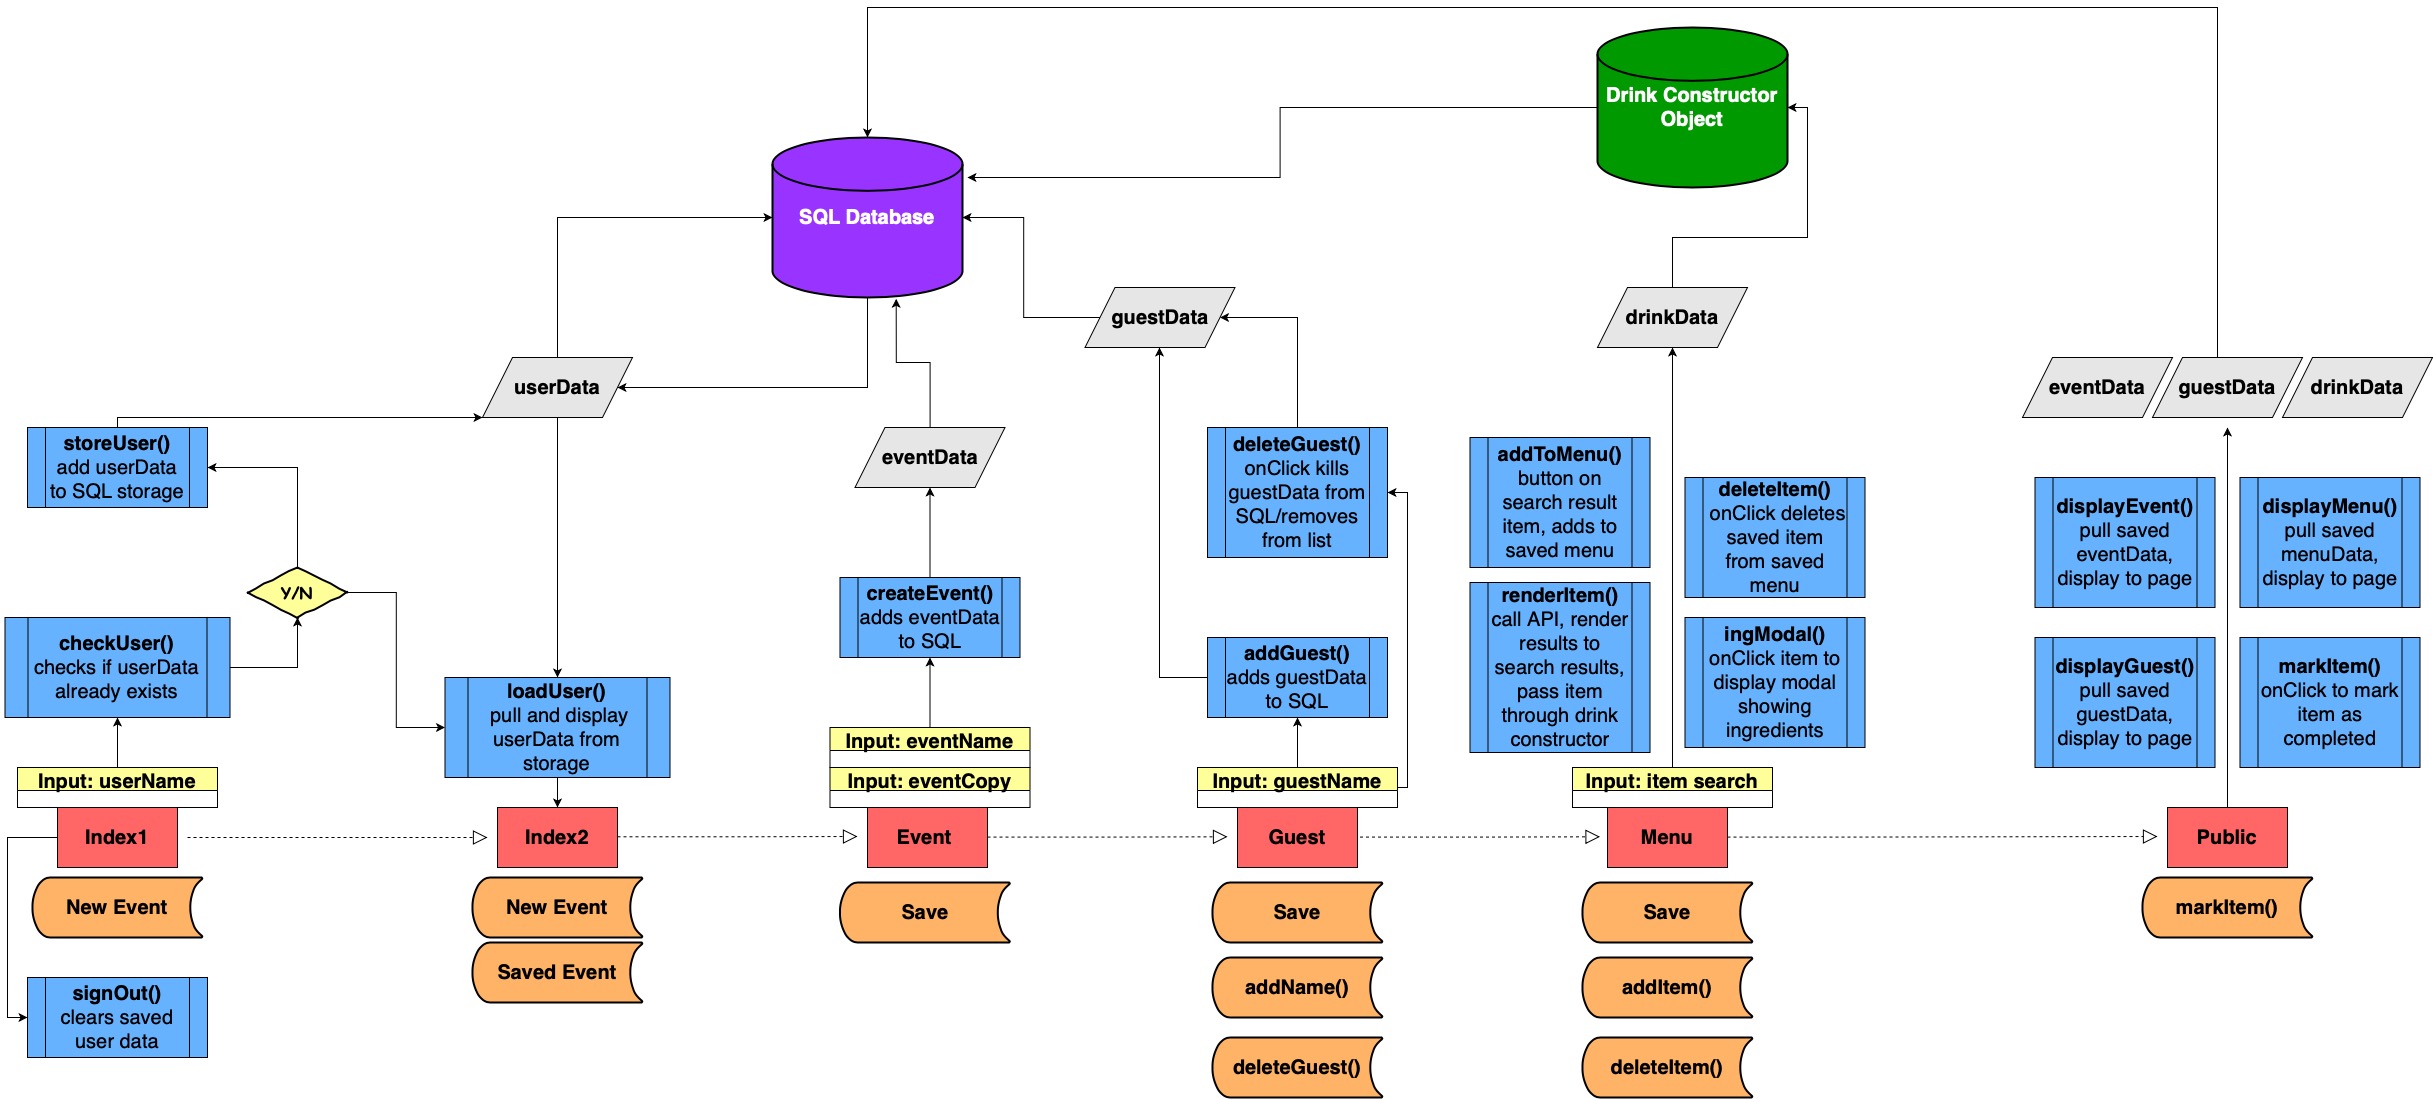 Drink Constructor
Object
SQL Database
guestData
drinkData
userData
eventData
guestData
drinkData
eventData
storeUser()
add userData
to SQL storage
deleteGuest()
onClick kills
guestData from
SQL/removes
from list
addToMenu()
button on
search result
item, adds to
saved menu
deleteItem()
onClick deletes
saved item
from saved
menu
displayEvent()
pull saved
eventData,
display to page
displayMenu()
pull saved
menuData,
display to page
Y/N
createEvent()
adds eventData
to SQL
renderItem()
call API, render
results to
search results,
pass item
through drink
constructor
ingModal()
onClick item to
display modal
showing
ingredients
checkUser()
checks if userData
already exists
loadUser()
pull and display
userData from
storage
addGuest()
adds guestData
to SQL
displayGuest()
pull saved
guestData,
display to page
markItem()
onClick to mark
item as
completed
Input: eventName
Input: userName
Input: eventCopy
Input: guestName
Input: item search
Index1
Index2
Event
Guest
Menu
Public
New Event
New Event
Save
Save
Save
markItem()
Saved Event
addName()
addItem()
signOut()
clears saved
user data
deleteGuest()
deleteItem()